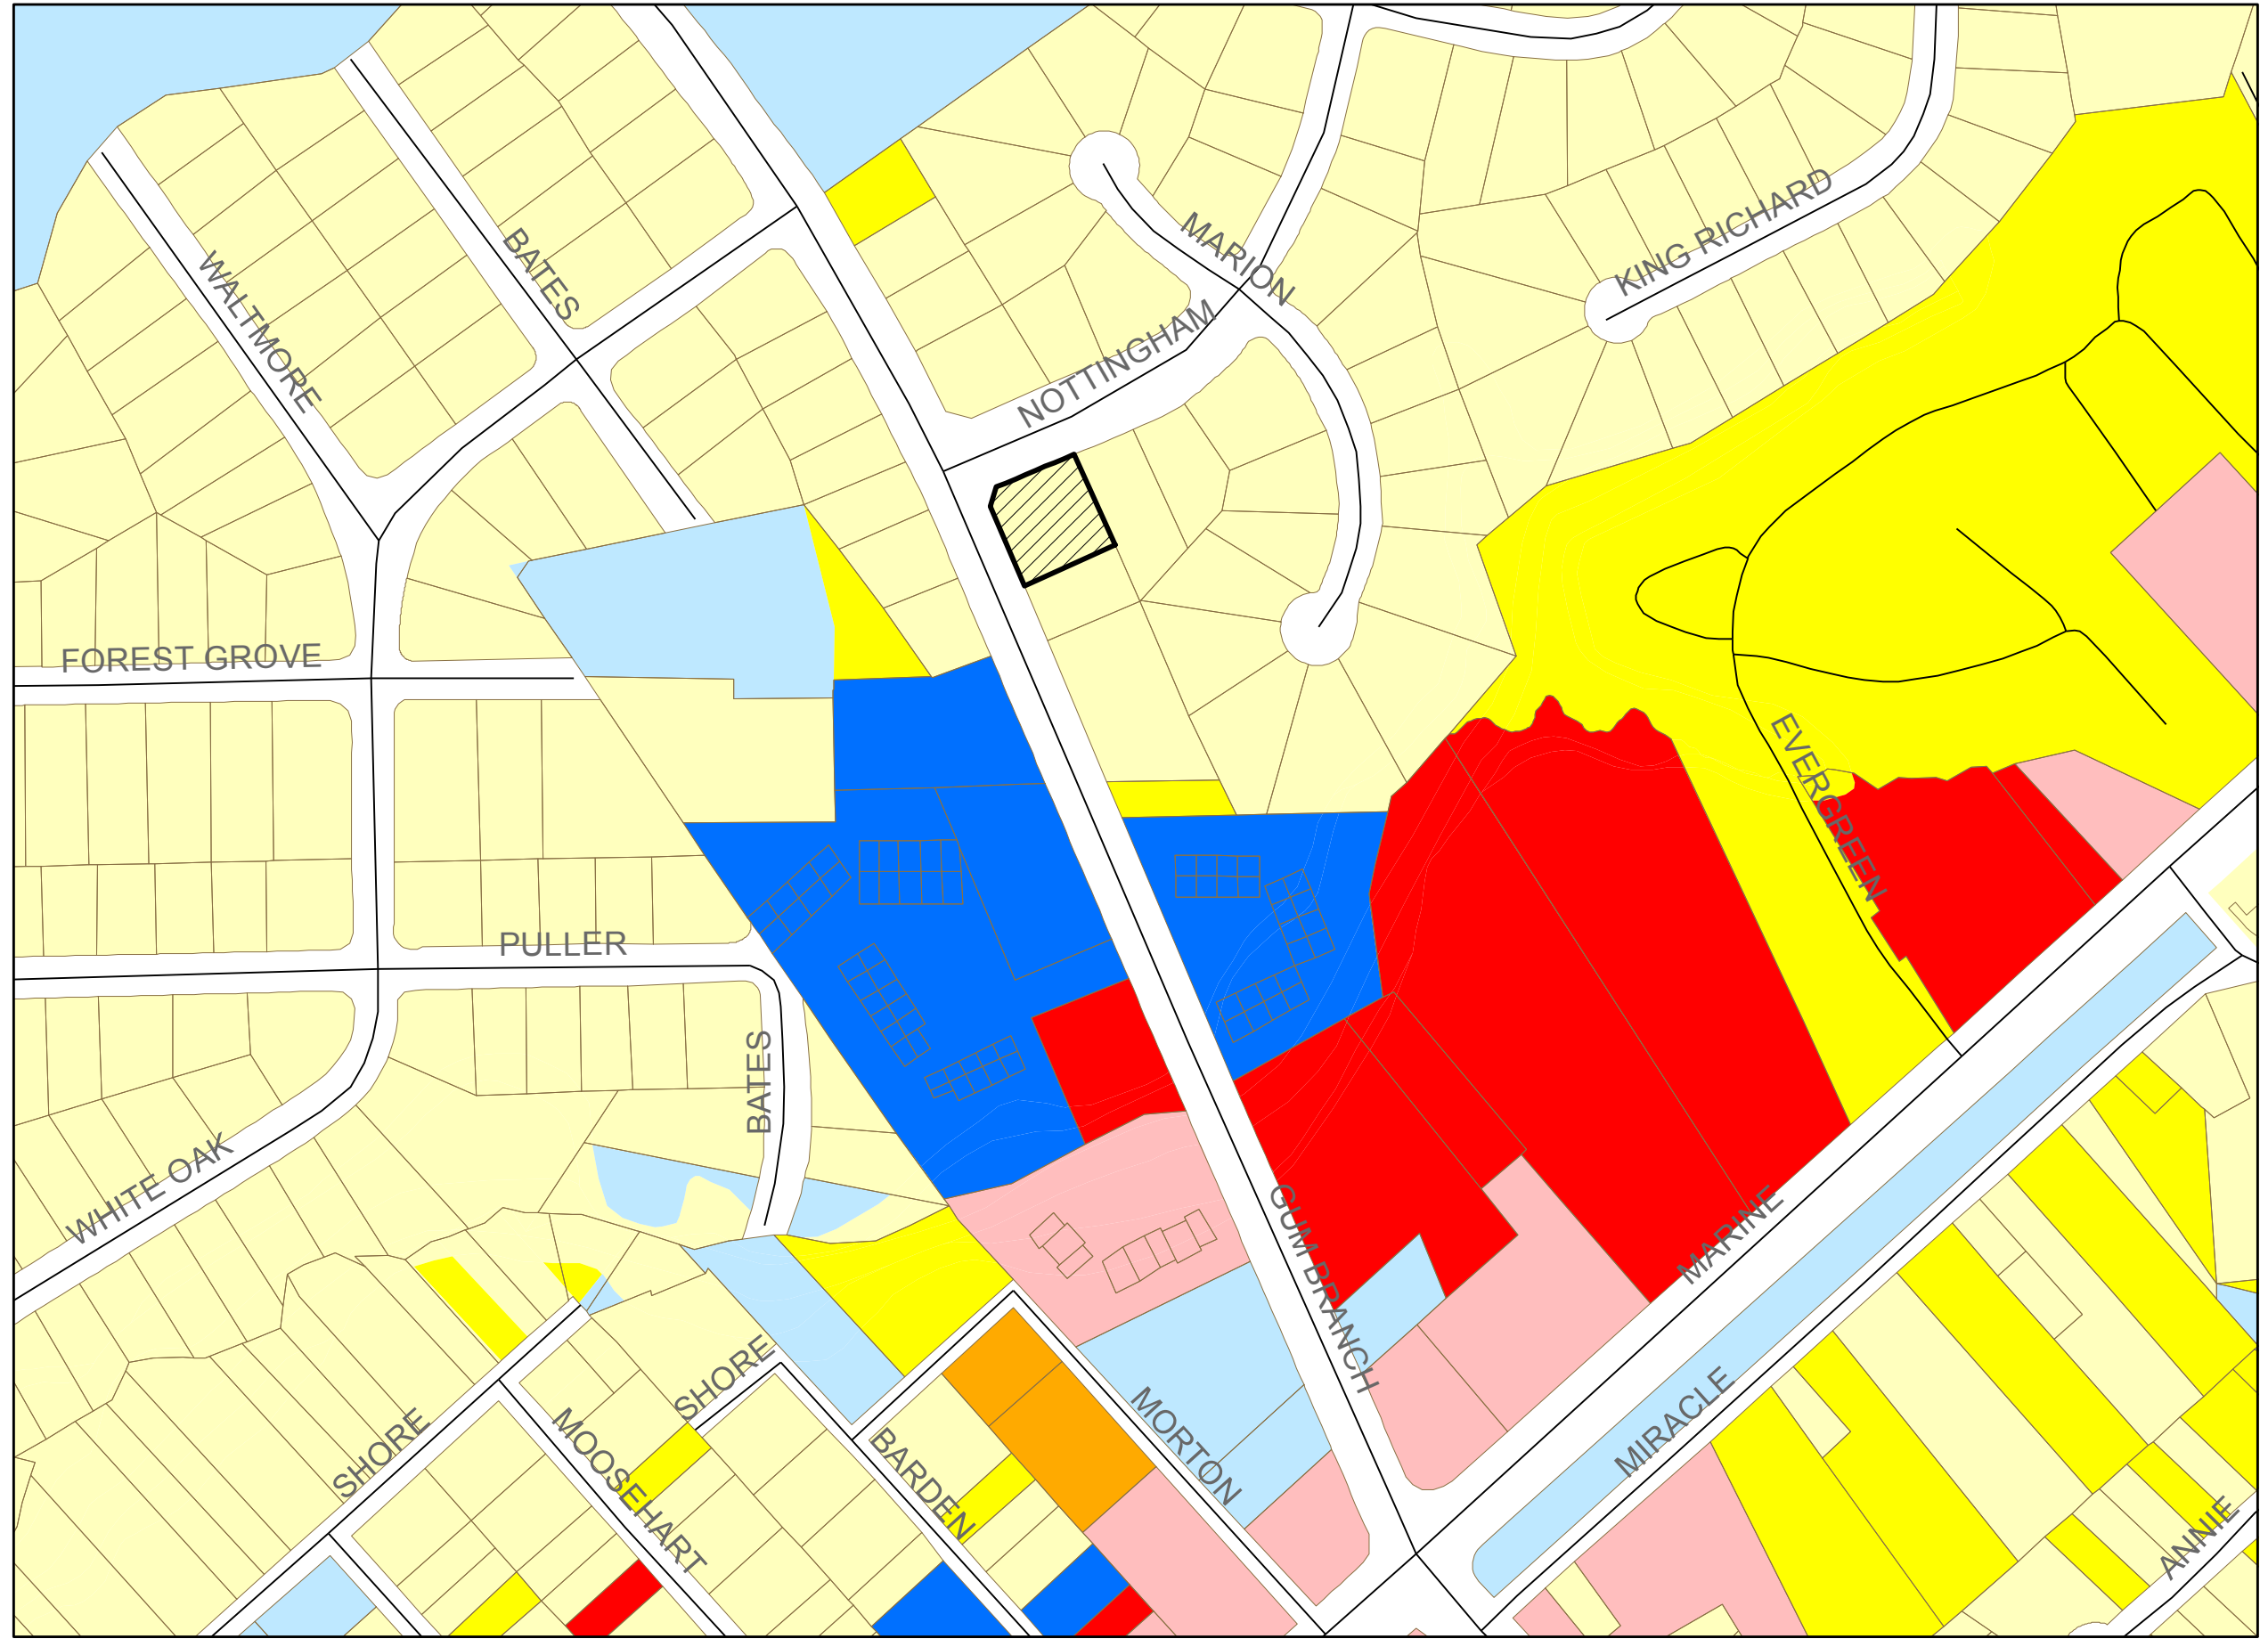 WALTMORE
BATES
MARION
KING RICHARD
NOTTINGHAM
FOREST GROVE
EVERGREEN
PULLER
BATES
WHITE OAK
GUM BRANCH
MARINE
SHORE
SHORE
MOOSEHART
BARDEN
MORTON
MIRACLE
ANNIE